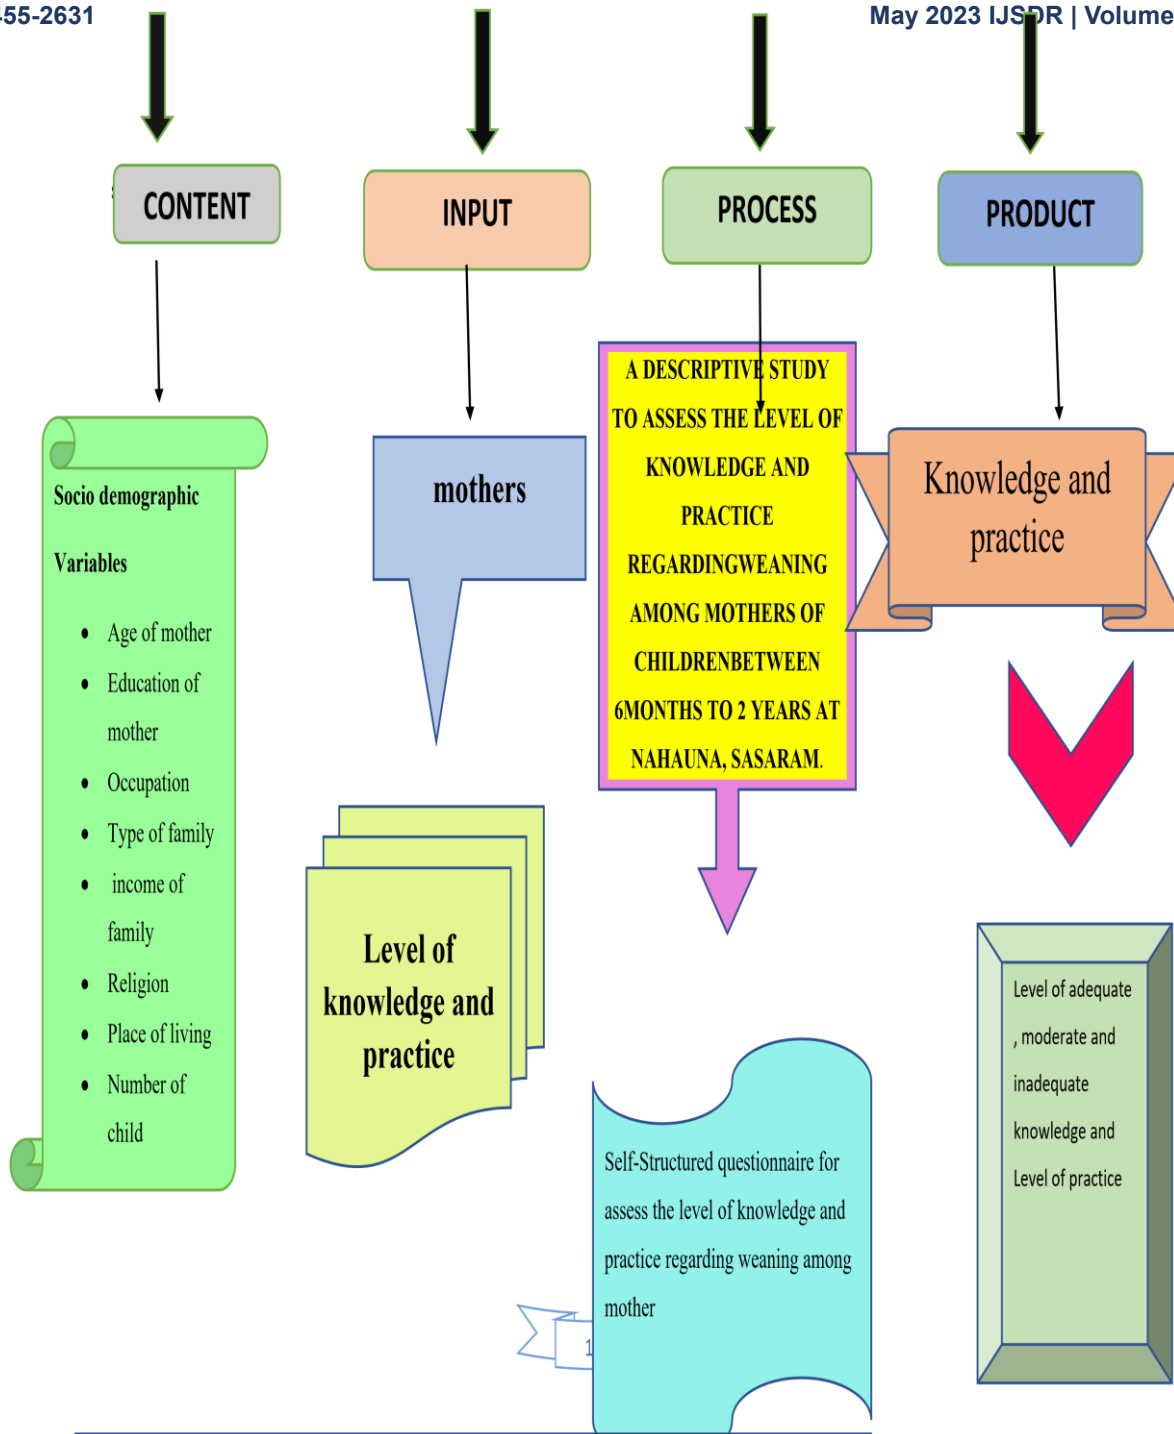 455-2631
May 2023 IJSDR | Volume
CONTENT
INPUT
PROCESS
PRODUCT
Socio demographic
Variables
• Age of mother
• Education of
mother
• Occupation
• Type of family
• income of
family
• Religion
• Place of living
• Number of
child
mothers
Level of
knowledge and
practice
A DESCRIPTIVE STUDY
TO ASSESS THE LEVEL OF
KNOWLEDGE AND
PRACTICE
REGARDINGWEANING
AMONG MOTHERS OF
CHILDRENBETWEEN
6MONTHS TO 2 YEARS AT
NAHAUNA, SASARAM.
Self-Structured questionnaire for
assess the level of knowledge and
practice regarding weaning among
mother
1
Knowledge and
practice
Level of adequate
, moderate and
inadequate
knowledge and
Level of practice